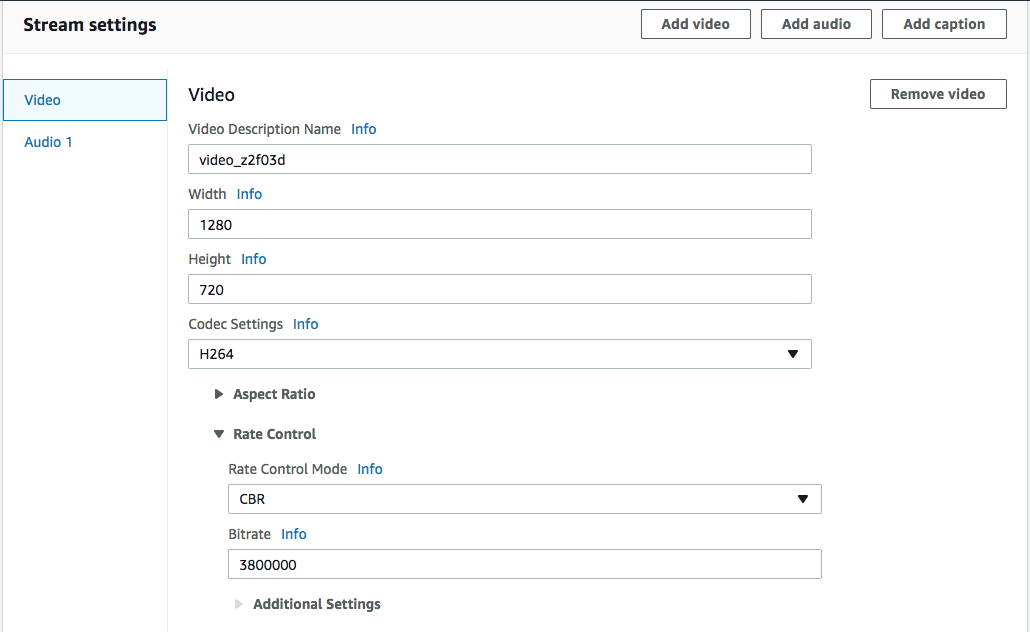 Stream settings
Add video
Add audio
Add caption
Video
Audio 1
Video
Remove video
Video Description Name Info
video_z2f03d
Width Info
1280
Height Info
720
Codec Settings Info
H264
Aspect Ratio
Rate Control
Rate Control Mode Info
CBR
Bitrate Info
3800000
Additional Settings